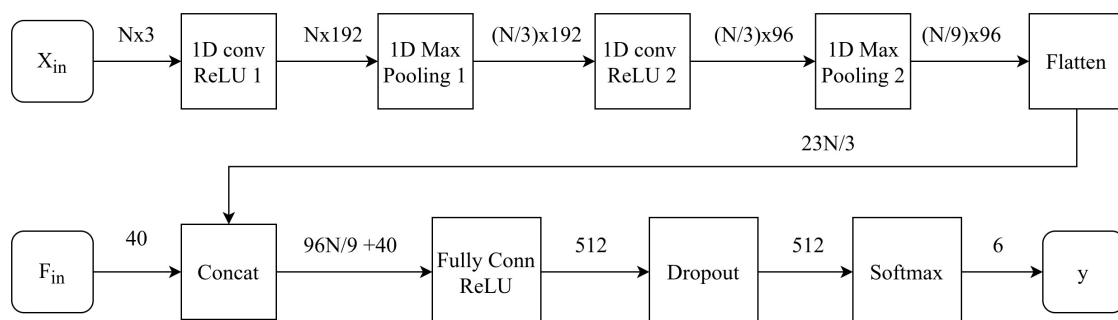 Nx3
Nx192
(N/3)x192
(N/3)x96
(N/9)x96
Xin
1D conv
ReLU 1
1D Max
Pooling 1
1D conv
ReLU 2
1D Max
Pooling 2
Flatten
23N/3
40
96N/9 +40
512
512
6
Fin
Concat
Fully Conn
ReLU
Dropout
Softmax
y